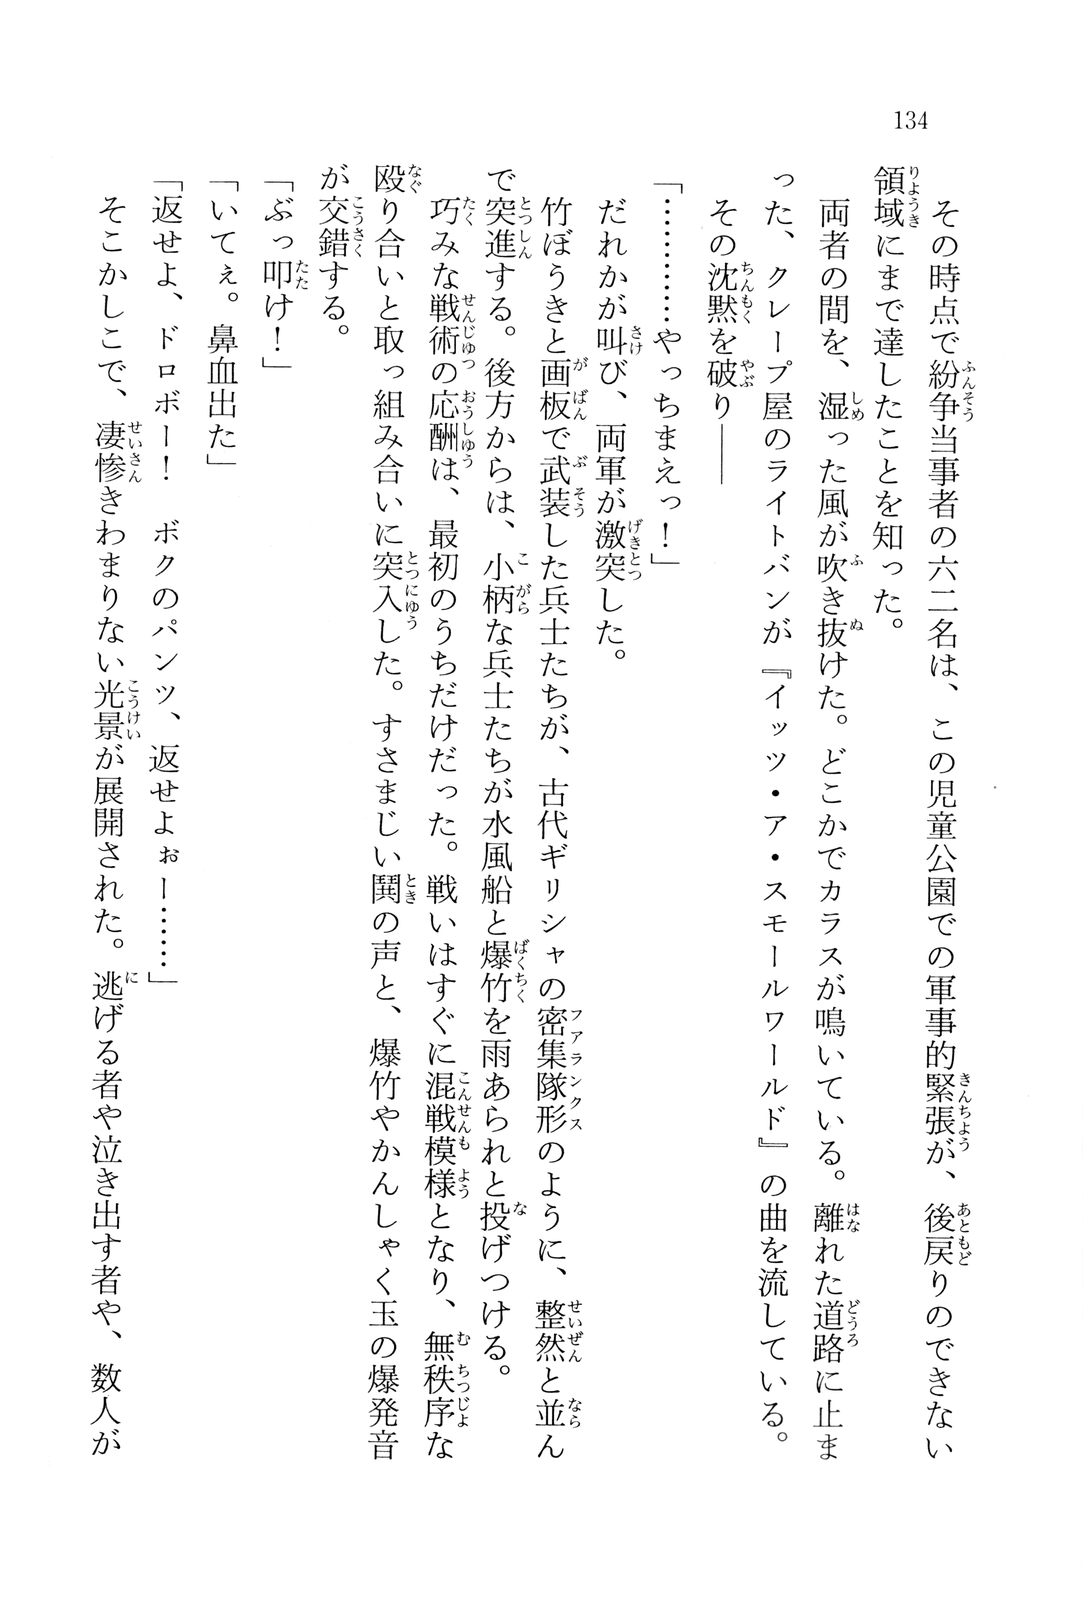 134
その時点で紛争当事者の六二名は、この児童公園での軍事的緊張が、後戻りのできない
領域にまで達したことを知った。
両者の間を、湿った風が吹き抜けた。どこかでカラスが鳴いている。離れた道路に止ま
った、クレープ屋のライトバンが『イッツ・ア・スモールワールド』の曲を流している。
その沈黙を破り――
「…………やっちまえっ！」
だれかが叫び、両軍が激突した。
竹ぼうきと画板で武装した兵士たちが、古代ギリシャの密集隊形のように、整然と並ん
で突進する。後方からは、小柄な兵士たちが水風船と爆竹を雨あられと投げつける。
巧みな戦術の応酬は、最初のうちだけだった。戦いはすぐに混戦模様となり、無秩序な
殴り合いと取っ組み合いに突入した。すさまじい鬨の声と、爆竹やかんしゃく玉の爆発音
が交錯する。
「ぶっ叩け！」
「いてぇ。鼻血出た」
「返せよ、ドロボー！　ボクのパンツ、返せよぉー……」
そこかしこで、凄惨きわまりない光景が展開された。逃げる者や泣き出す者や、数人が